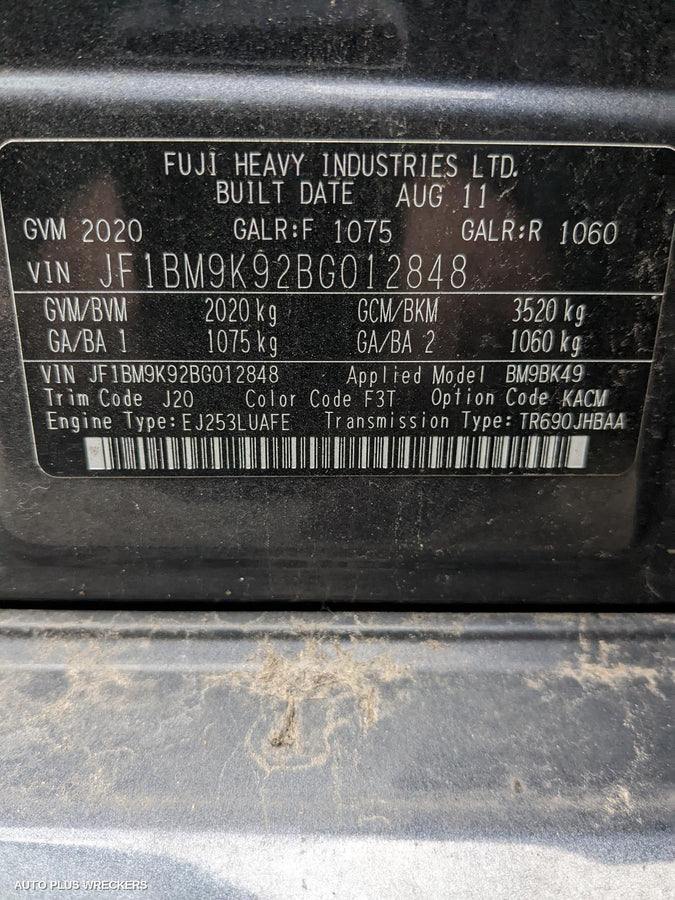 FUJI HEAVY INDUSTRIES LTD.
BUILT DATE AUG 11
GVM 2020 GALR:F 1075 GALR:R 1060
VIN JF1BM9K92BG012848
GVM/BVM 2020 kg GCM/BKM 3520 kg
GA/BA 1 1075 kg GA/BA 2 1060 kg
VIN JF1BM9K92BG012848 Applied Model BM9BK49
Trim Code J20 Color Code F3T Option Code KACM
Engine Type: EJ253LUAFE Transmission Type: TR690JHBAA
AUTO PLUS WRECKERS